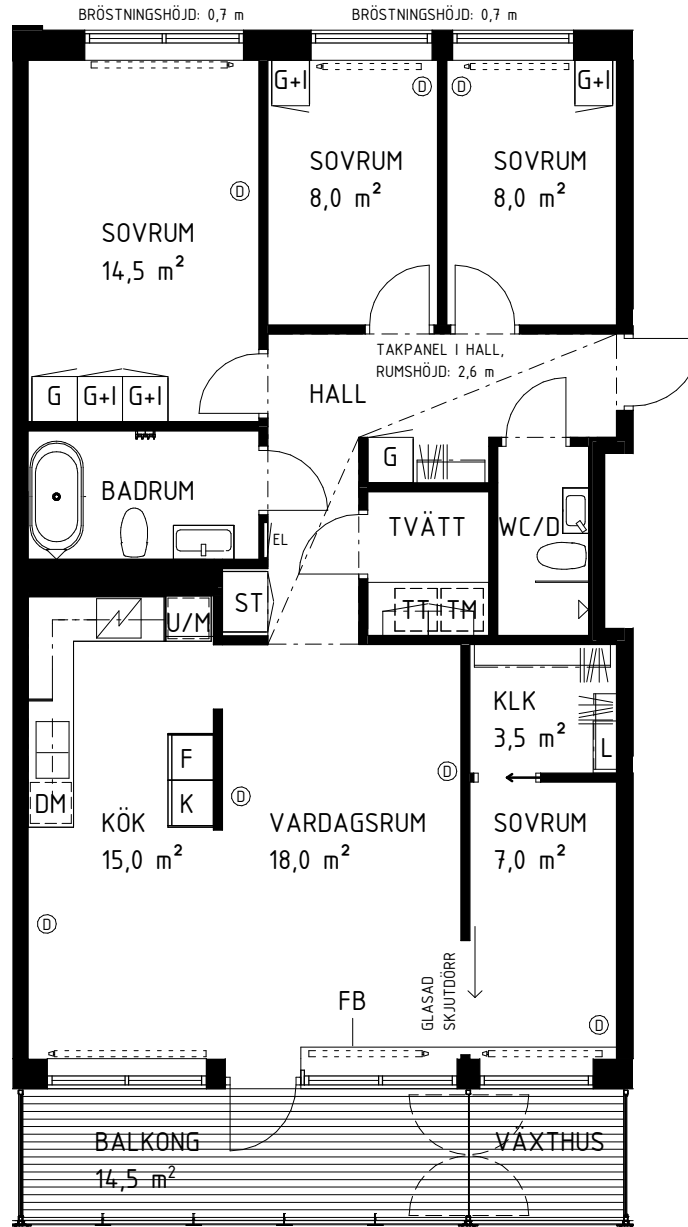 BRÖSTNINGSHÖJD: 0,7 m
BRÖSTNINGSHÖJD: 0,7 m
G+I
G+I
D
D
SOVRUM
8,0 m²
SOVRUM
8,0 m²
D
SOVRUM
14,5 m²
TAKPANEL I HALL,
RUMSHÖJD: 2,6 m
G
G+I
G+I
HALL
G
BADRUM
TVÄTT
WC/D
EL
ST
TT
TM
U/M
KLK
3,5 m²
L
F
K
D
D
DM
KÖK
15,0 m²
VARDAGSRUM
18,0 m²
SOVRUM
7,0 m²
D
GLASAD
SKJUTDÖRR
FB
D
BALKONG
14,5 m²
VÄXTHUS